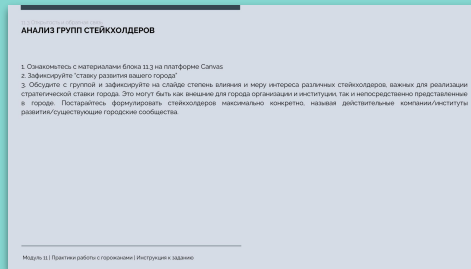 АНАЛИЗ ГРУПП СТЕЙКХОЛДЕРОВ
1. Ознакомьтесь с материалами блока 11.3 на платформе Canvas
2. Зафиксируйте "ставку развития вашего города"
3. Обсудите с группой и зафиксируйте на слайде степень влияния и меру интереса различных стейкхолдеров, важных для реализации
стратегической ставки города. Это могут быть как внешние для города организации и институции, так и непосредственно представленные
в городе. Постарайтесь формулировать стейкхолдеров максимально конкретно, называя действительные компании/институты
развития/существующие городские сообщества.
Модуль 11 | Практики работы с горожанами | Инструкция к заданию